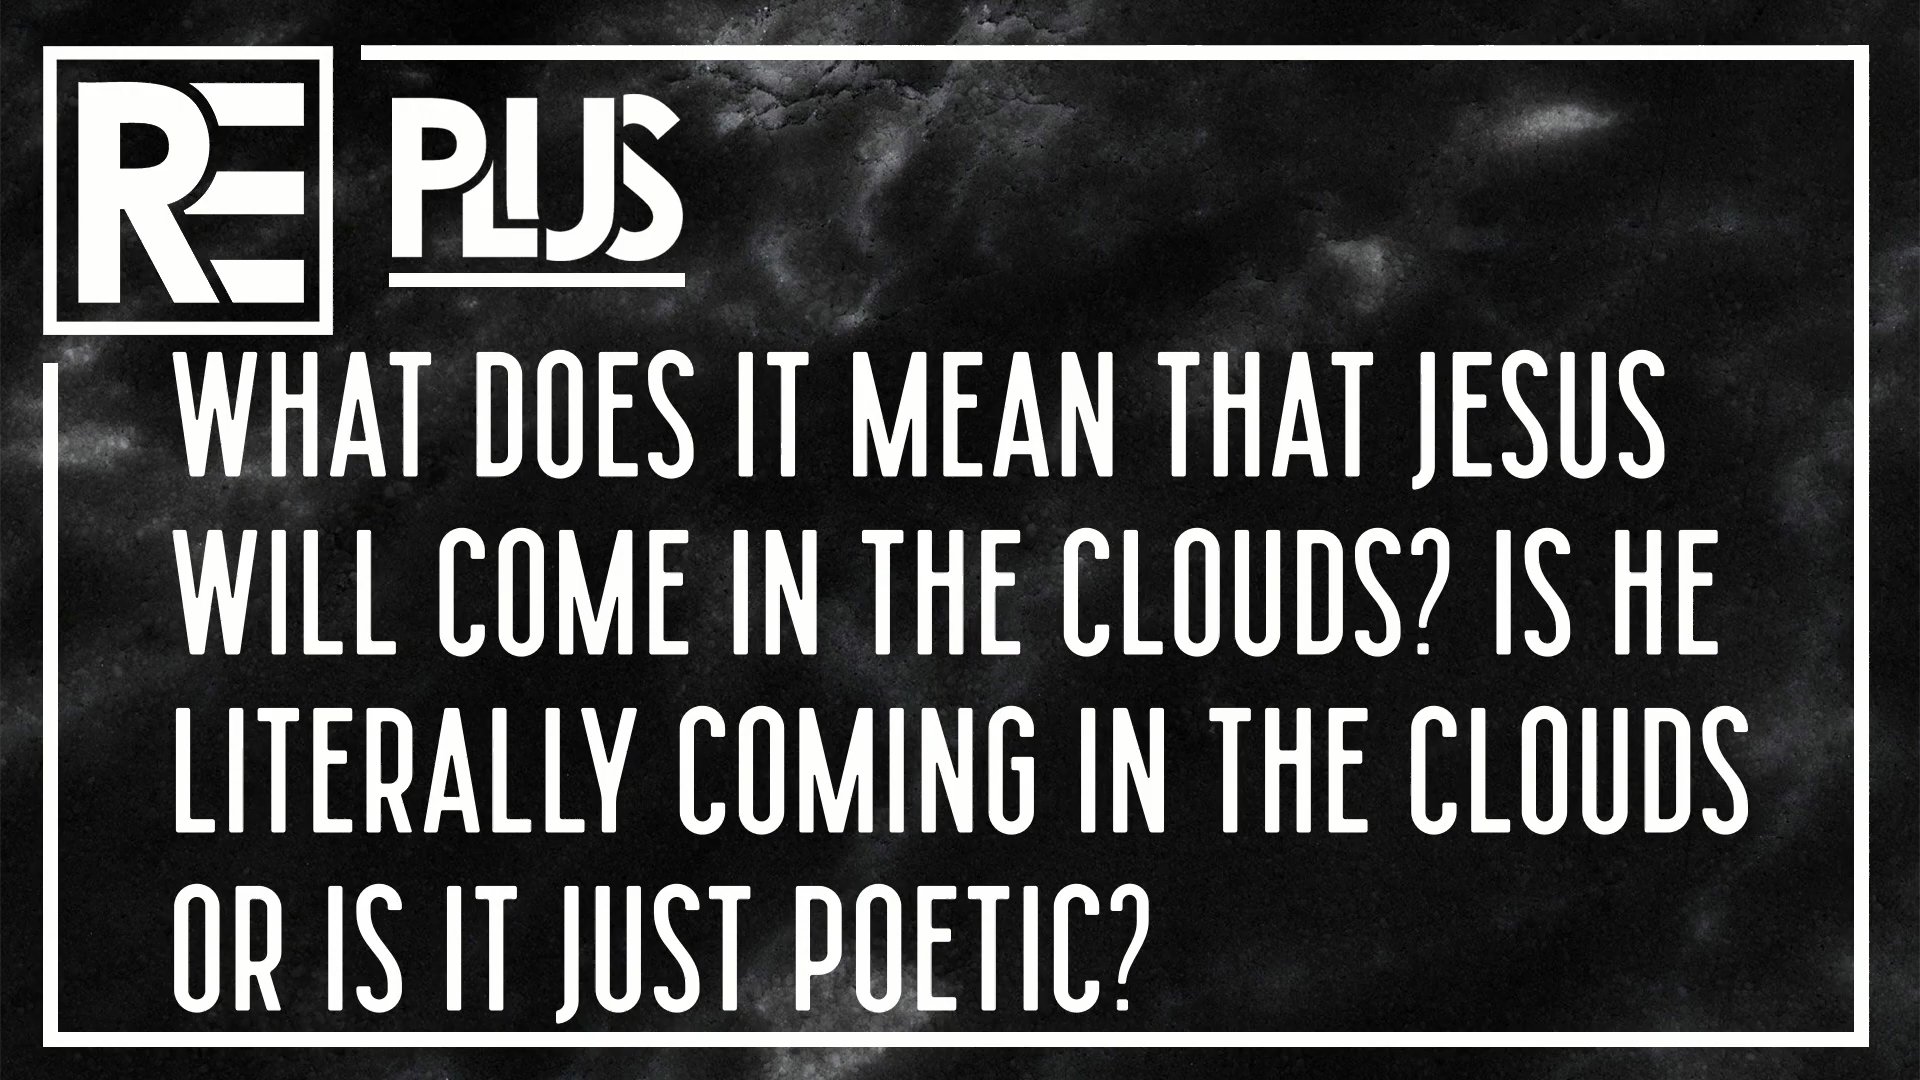 RE
PLUS
WHAT DOES IT MEAN THAT JESUS
WILL COME IN THE CLOUDS? IS HE
LITERALLY COMING IN THE CLOUDS
OR IS IT JUST POETIC?